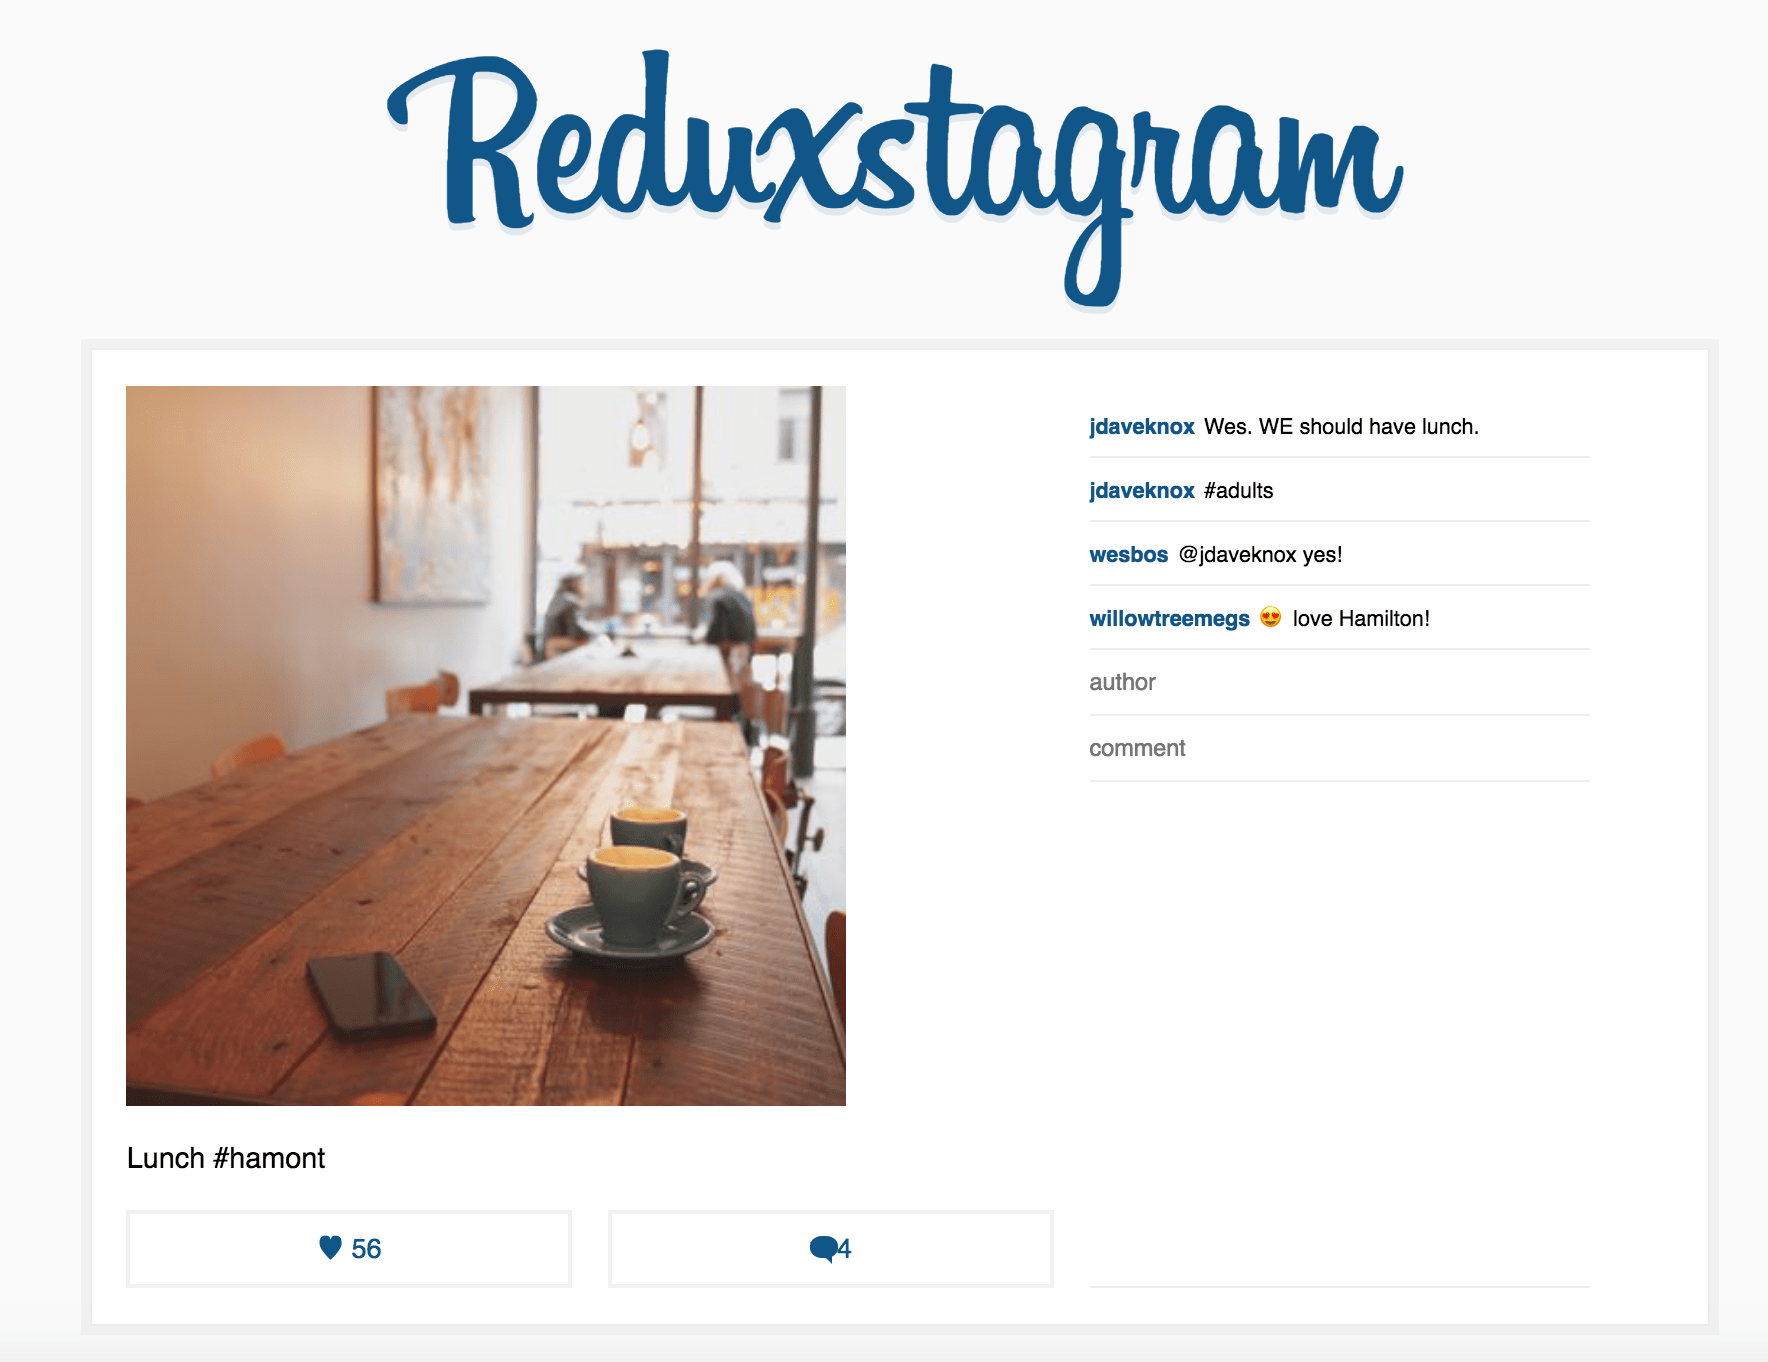 Reduxstagram
jdaveknox Wes. WE should have lunch.
jdaveknox #adults
wesbos @jdaveknox yes!
willowtreemegs 😍 love Hamilton!
author
comment
Lunch #hamont
56
4